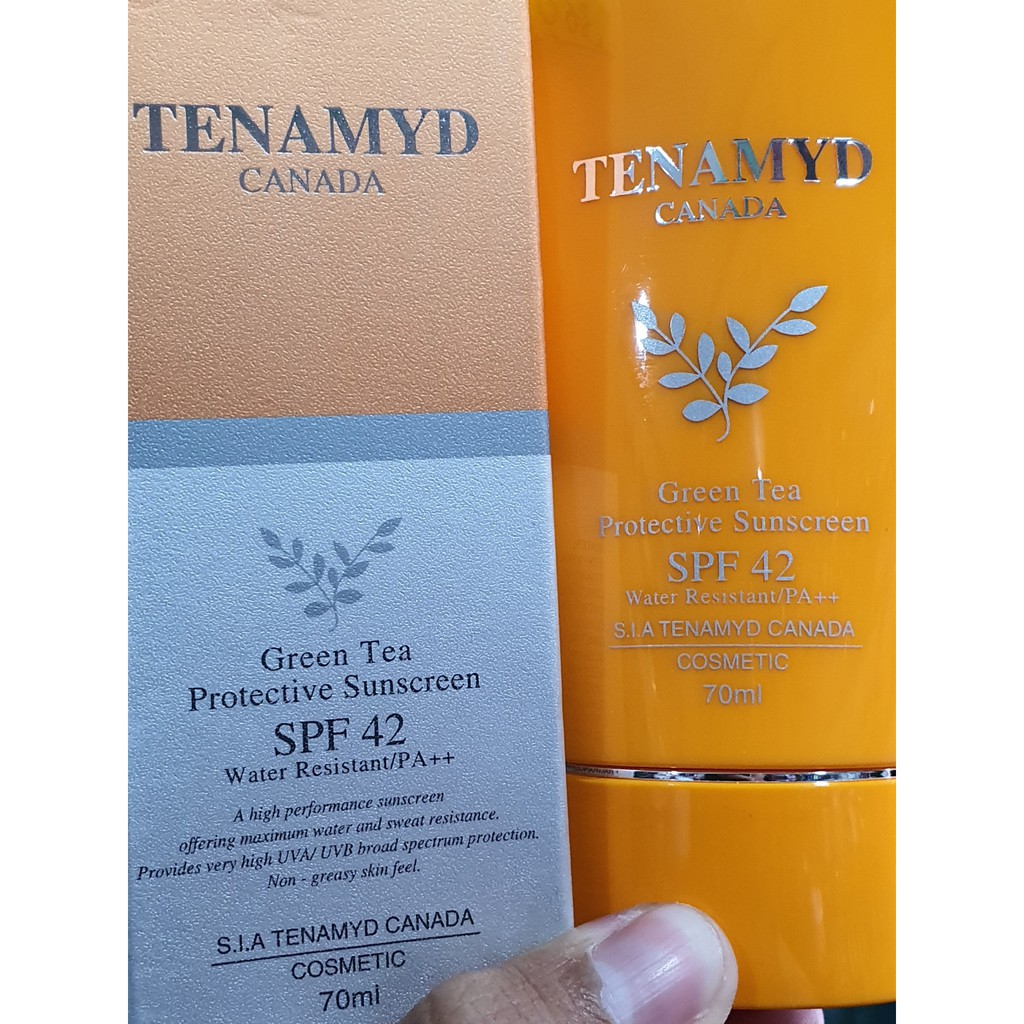 TENAMYD
CANADA
Green Tea
Protective Sunscreen
SPF 42
Water Resistant/PA++
A high performance sunscreen
offering maximum water and sweat resistance.
Provides very high UVA/ UVB broad spectrum protection.
Non - greasy skin feel.
S.I.A TENAMYD CANADA
COSMETIC
70ml
TENAMYD
CANADA
Green Tea
Protective Sunscreen
SPF 42
Water Resistant/PA++
S.I.A TENAMYD CANADA
COSMETIC
70ml